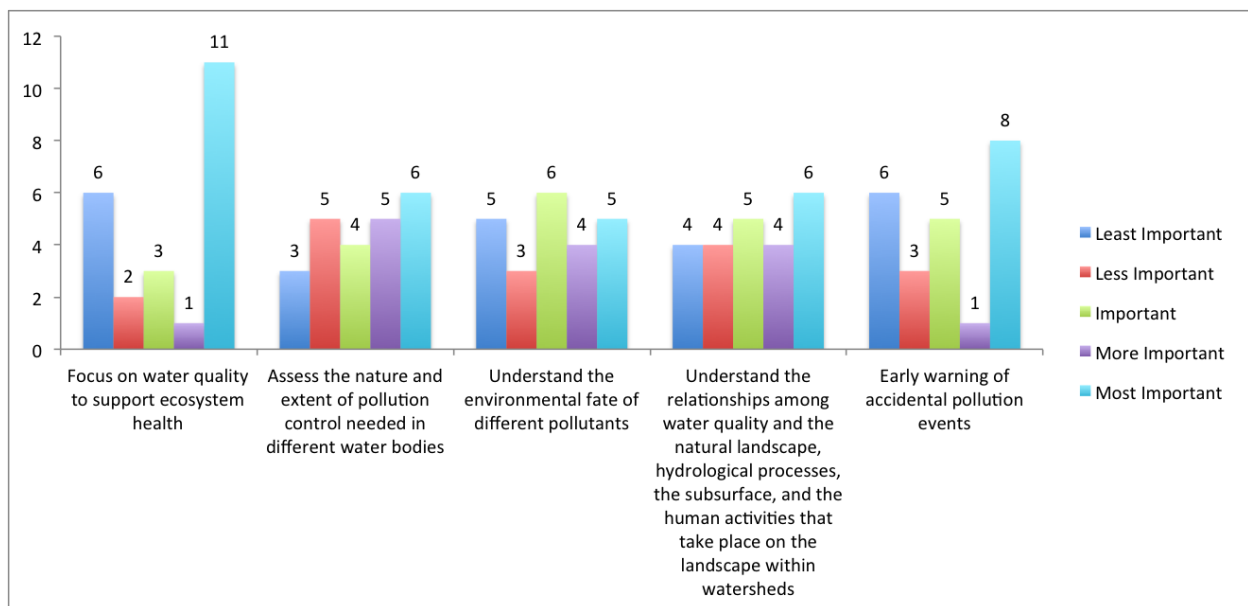 12
10
8
6
4
2
0
6
2
3
1
11
3
5
4
5
6
5
3
6
4
5
4
4
5
4
6
6
3
5
1
8
Focus on water quality
to support ecosystem
health
Assess the nature and
extent of pollution
control needed in
different water bodies
Understand the
environmental fate of
different pollutants
Understand the
relationships among
water quality and the
natural landscape,
hydrological processes,
the subsurface, and the
human activities that
take place on the
landscape within
watersheds
Early warning of
accidental pollution
events
Least Important
Less Important
Important
More Important
Most Important